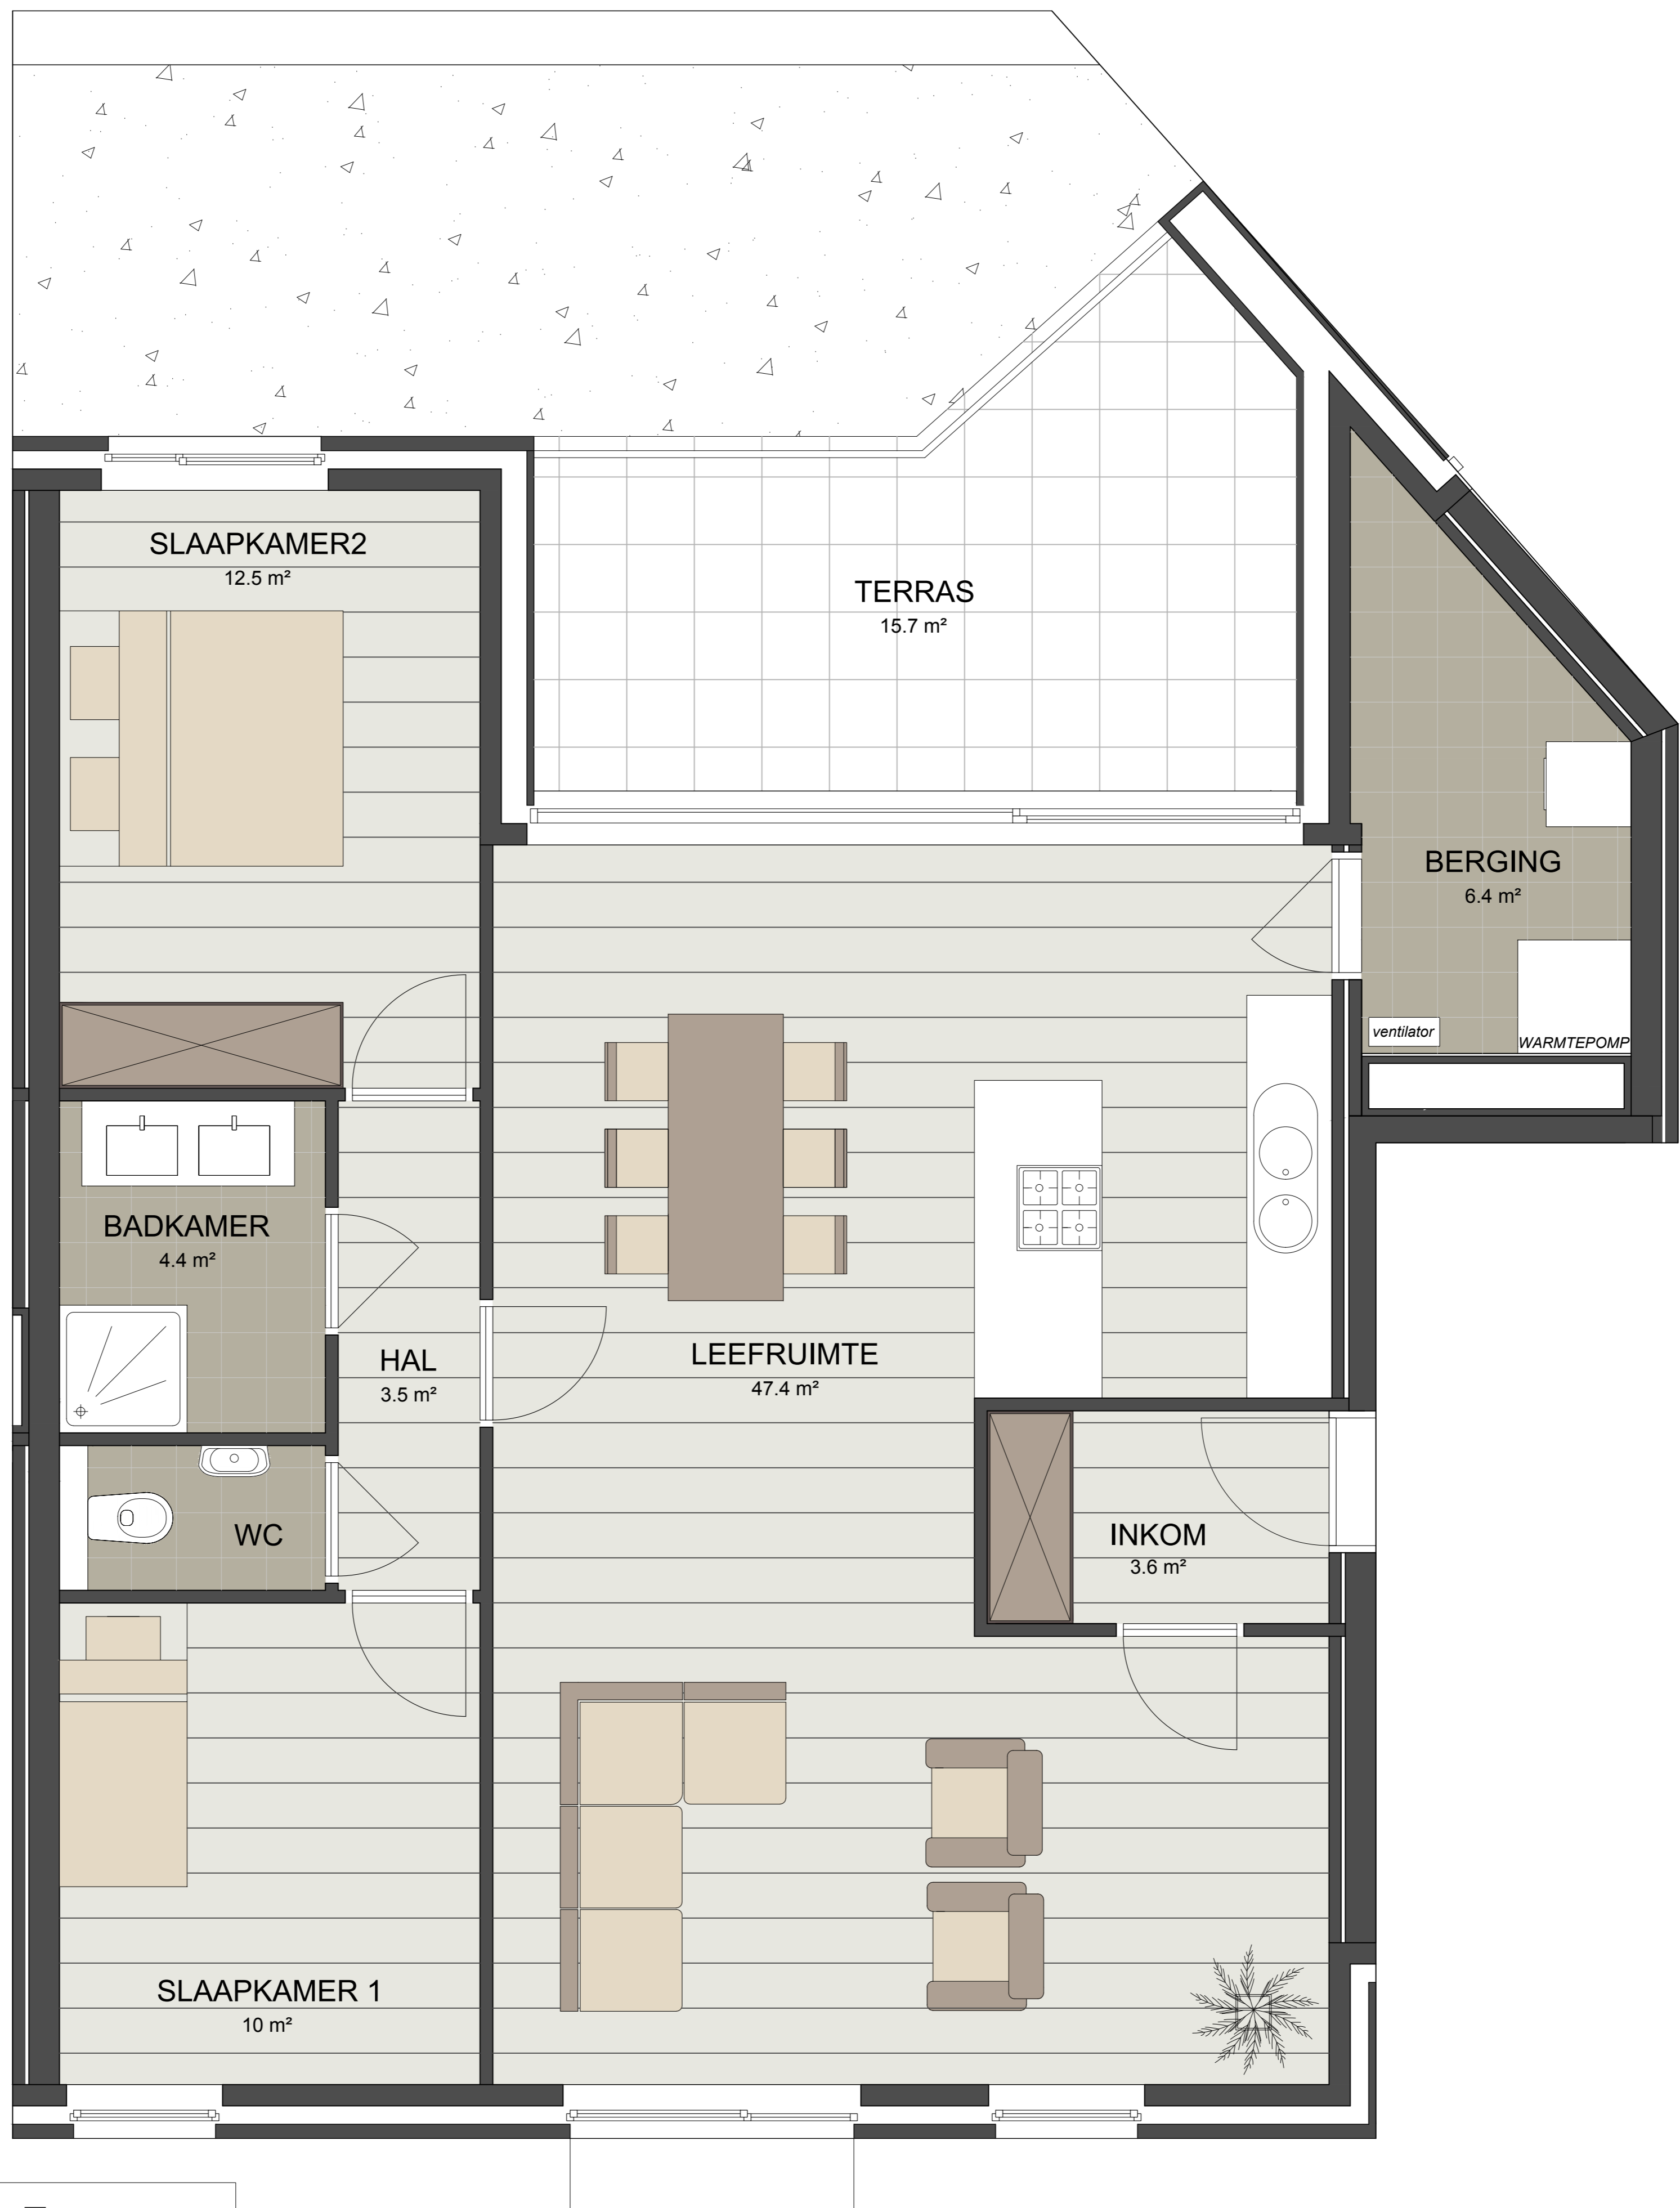 SLAAPKAMER2
12.5 m²
TERRAS
15.7 m²
BERGING
6.4 m²
ventilator
WARMTEPOMP
BADKAMER
4.4 m²
HAL
3.5 m²
LEEFRUIMTE
47.4 m²
WC
INKOM
3.6 m²
SLAAPKAMER 1
10 m²